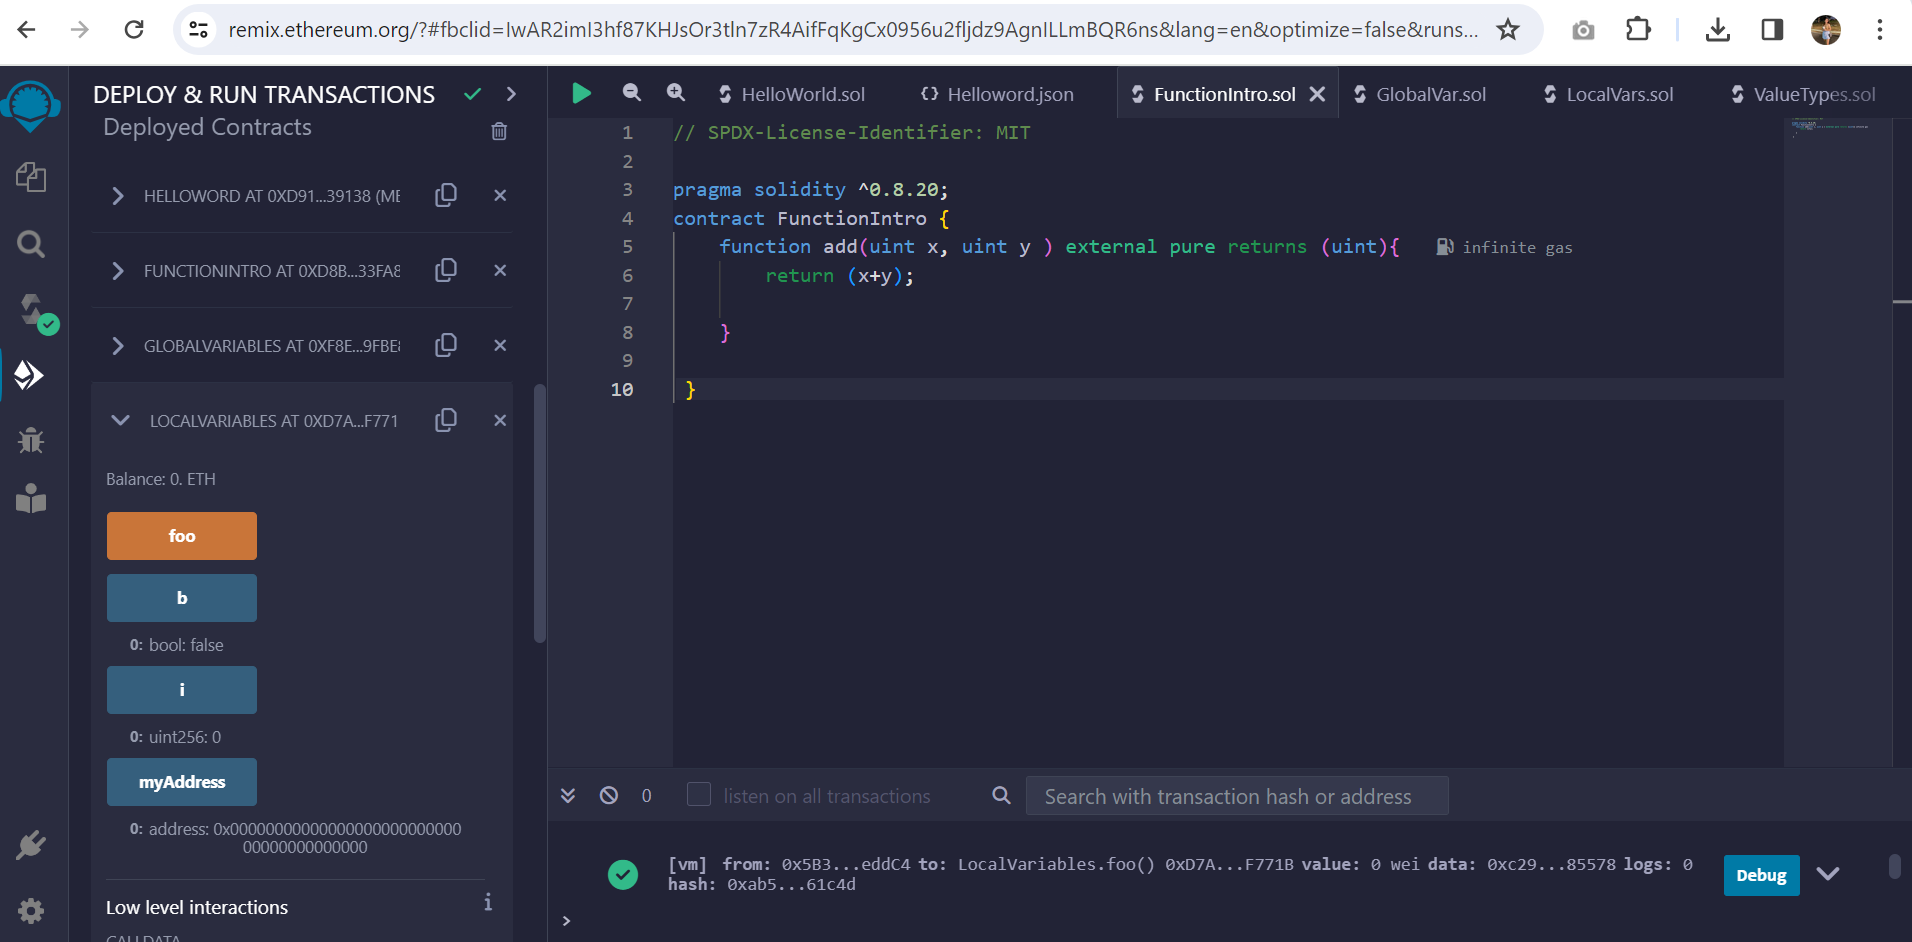 remix.ethereum.org/?#fbclid=IwAR2imI3hf87KHJsOr3tln7zR4AifFqKgCx0956u2fljdz9AgnILLmBQR6ns&lang=en&optimize=false&runs...
DEPLOY & RUN TRANSACTIONS
Deployed Contracts
HELLOWORD AT 0XD91...39138 (ME
FUNCTIONINTRO AT 0XD8B...33FA8
GLOBALVARIABLES AT 0XF8E...9FBE8
LOCALVARIABLES AT 0XD7A...F771
Balance: 0. ETH
foo
b
0: bool: false
i
0: uint256: 0
myAddress
0: address: 0x00000000000000000000000000
00000000000000
Low level interactions
i
CALLDATA
HelloWorld.sol
Helloword.json
FunctionIntro.sol
GlobalVar.sol
LocalVars.sol
ValueTypes.sol
1 // SPDX-License-Identifier: MIT
2
3 pragma solidity ^0.8.20;
4 contract FunctionIntro {
5 function add(uint x, uint y ) external pure returns (uint){ infinite gas
6 return (x+y);
7
8 }
9
10 }
0 listen on all transactions Search with transaction hash or address
[vm] from: 0x5B3...eddC4 to: LocalVariables.foo() 0xD7A...F771B value: 0 wei data: 0xc29...85578 logs: 0
hash: 0xab5...61c4d
Debug
>